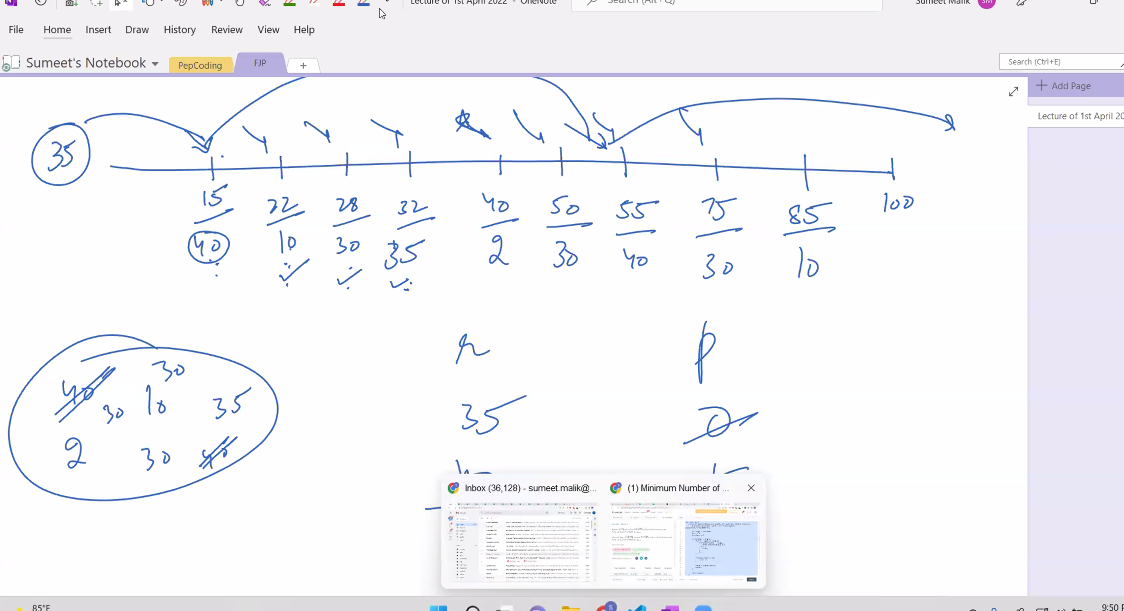 Lecture of 1st April 2022 - OneNote
Search (Alt+Q)
Sumeet Malik
SM
File Home Insert Draw History Review View Help
Sumeet's Notebook
PepCoding
FJP
Search (Ctrl+E)
Add Page
Lecture of 1st April 20
35
15 22 28 32 40 50 55 75 85 100
40 10 30 35 2 30 40 30 10
r p
40 30
30 10 35
2 30 40
35 0
Inbox (36,128) - sumeet.malik@...
(1) Minimum Number of ...
85°F
9:50 P